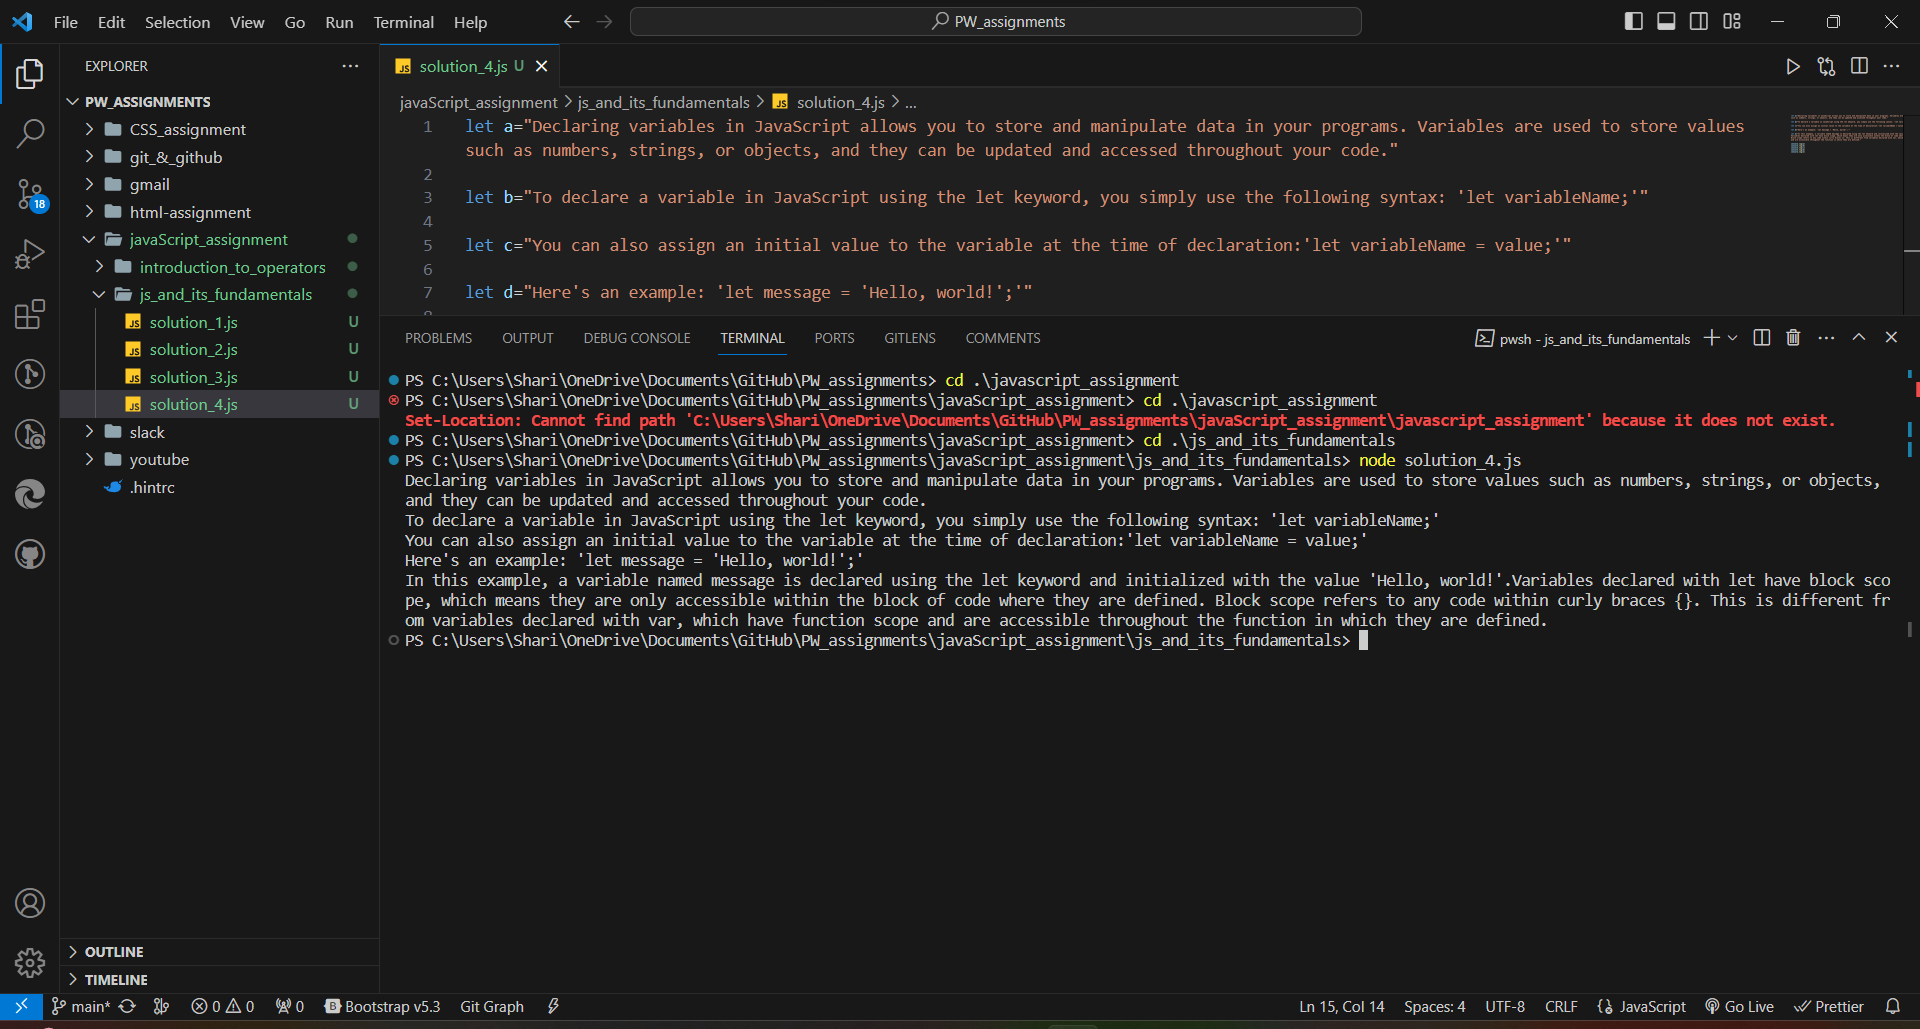 File Edit Selection View Go Run Terminal Help
PW_assignments
EXPLORER
PW_ASSIGNMENTS
CSS_assignment
git_&_github
gmail
html-assignment
javaScript_assignment
introduction_to_operators
js_and_its_fundamentals
JS solution_1.js U
JS solution_2.js U
JS solution_3.js U
JS solution_4.js U
slack
youtube
.hintrc
OUTLINE
TIMELINE
18
JS solution_4.js U
javaScript_assignment > js_and_its_fundamentals > JS solution_4.js > ...
1 let a="Declaring variables in JavaScript allows you to store and manipulate data in your programs. Variables are used to store values
such as numbers, strings, or objects, and they can be updated and accessed throughout your code."
2
3 let b="To declare a variable in JavaScript using the let keyword, you simply use the following syntax: 'let variableName;'"
4
5 let c="You can also assign an initial value to the variable at the time of declaration:'let variableName = value;'"
6
7 let d="Here's an example: 'let message = 'Hello, world!';'"
PROBLEMS OUTPUT DEBUG CONSOLE TERMINAL PORTS GITLENS COMMENTS
pwsh - js_and_its_fundamentals
PS C:\Users\Shari\OneDrive\Documents\GitHub\PW_assignments> cd .\javascript_assignment
PS C:\Users\Shari\OneDrive\Documents\GitHub\PW_assignments\javaScript_assignment> cd .\javascript_assignment
Set-Location: Cannot find path 'C:\Users\Shari\OneDrive\Documents\GitHub\PW_assignments\javaScript_assignment\javascript_assignment' because it does not exist.
PS C:\Users\Shari\OneDrive\Documents\GitHub\PW_assignments\javaScript_assignment> cd .\js_and_its_fundamentals
PS C:\Users\Shari\OneDrive\Documents\GitHub\PW_assignments\javaScript_assignment\js_and_its_fundamentals> node solution_4.js
Declaring variables in JavaScript allows you to store and manipulate data in your programs. Variables are used to store values such as numbers, strings, or objects,
and they can be updated and accessed throughout your code.
To declare a variable in JavaScript using the let keyword, you simply use the following syntax: 'let variableName;'
You can also assign an initial value to the variable at the time of declaration:'let variableName = value;'
Here's an example: 'let message = 'Hello, world!';'
In this example, a variable named message is declared using the let keyword and initialized with the value 'Hello, world!'.Variables declared with let have block sco
pe, which means they are only accessible within the block of code where they are defined. Block scope refers to any code within curly braces {}. This is different fr
om variables declared with var, which have function scope and are accessible throughout the function in which they are defined.
PS C:\Users\Shari\OneDrive\Documents\GitHub\PW_assignments\javaScript_assignment\js_and_its_fundamentals>
main* 0 0 0 B Bootstrap v5.3 Git Graph Ln 15, Col 14 Spaces: 4 UTF-8 CRLF {} JavaScript Go Live Prettier